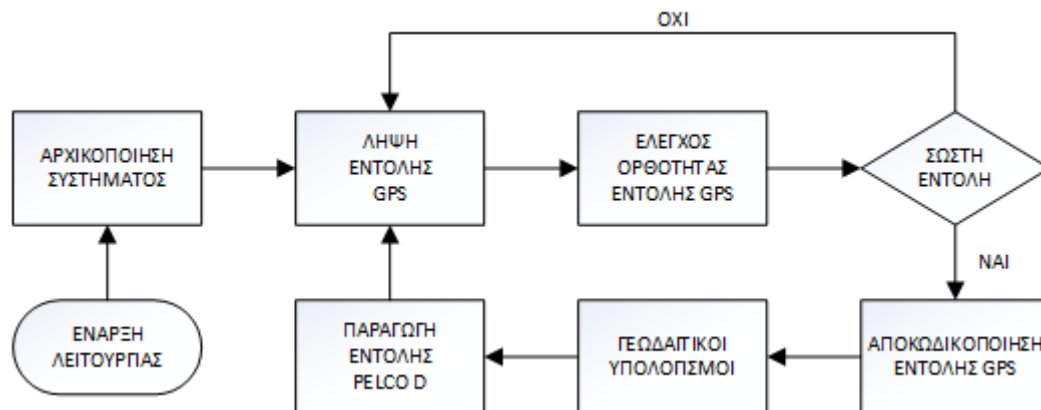 ΟΧΙ
ΑΡΧΙΚΟΠΟΙΗΣΗ
ΣΥΣΤΗΜΑΤΟΣ
ΛΗΨΗ
ΕΝΤΟΛΗΣ
GPS
ΕΛΕΓΧΟΣ
ΟΡΘΟΤΗΤΑΣ
ΕΝΤΟΛΗΣ GPS
ΣΩΣΤΗ
ΕΝΤΟΛΗ
ΝΑΙ
ΕΝΑΡΞΗ
ΛΕΙΤΟΥΡΓΙΑΣ
ΠΑΡΑΓΩΓΗ
ΕΝΤΟΛΗΣ
PELCO D
ΓΕΩΔΑΙΤΙΚΟΙ
ΥΠΟΛΟΓΙΣΜΟΙ
ΑΠΟΚΩΔΙΚΟΠΟΙΗΣΗ
ΕΝΤΟΛΗΣ GPS